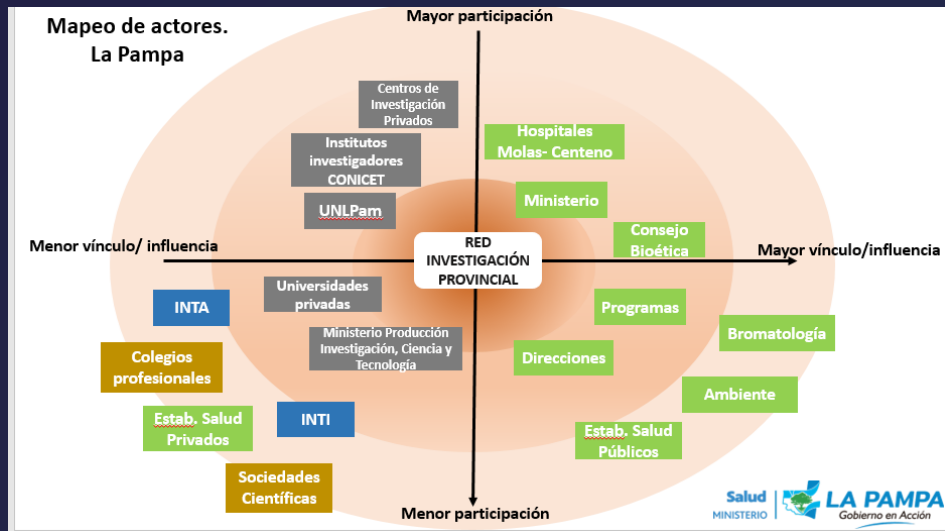 Mapeo de actores.
La Pampa
Mayor participación
Centros de
Investigación
Privados
Hospitales
Molas- Centeno
Institutos
investigadores
CONICET
Ministerio
UNLPam
Consejo
Bioética
Menor vínculo/ influencia
RED
INVESTIGACIÓN
PROVINCIAL
Mayor vínculo/influencia
Universidades
privadas
INTA
Programas
Bromatología
Ministerio Producción
Investigación, Ciencia y
Tecnología
Direcciones
Colegios
profesionales
Ambiente
Estab. Salud
Privados
INTI
Estab. Salud
Públicos
Sociedades
Científicas
Menor participación
Salud
MINISTERIO
LA PAMPA
Gobierno en Acción